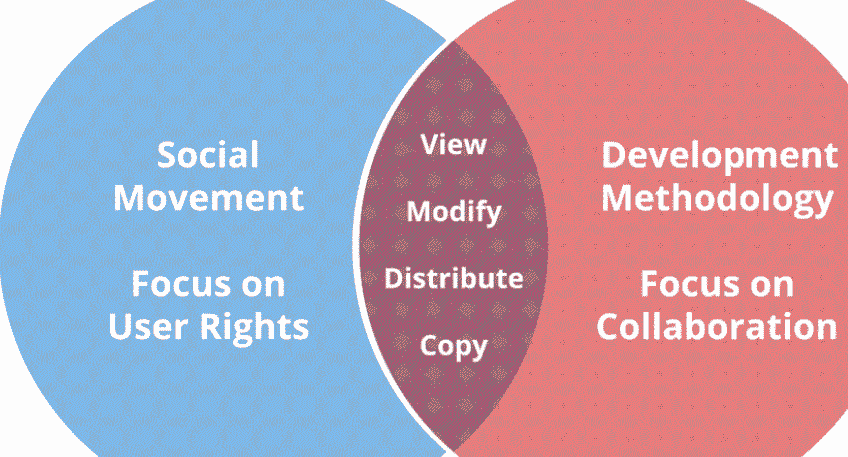 Social
Movement
Focus on
User Rights
View
Modify
Distribute
Copy
Development
Methodology
Focus on
Collaboration